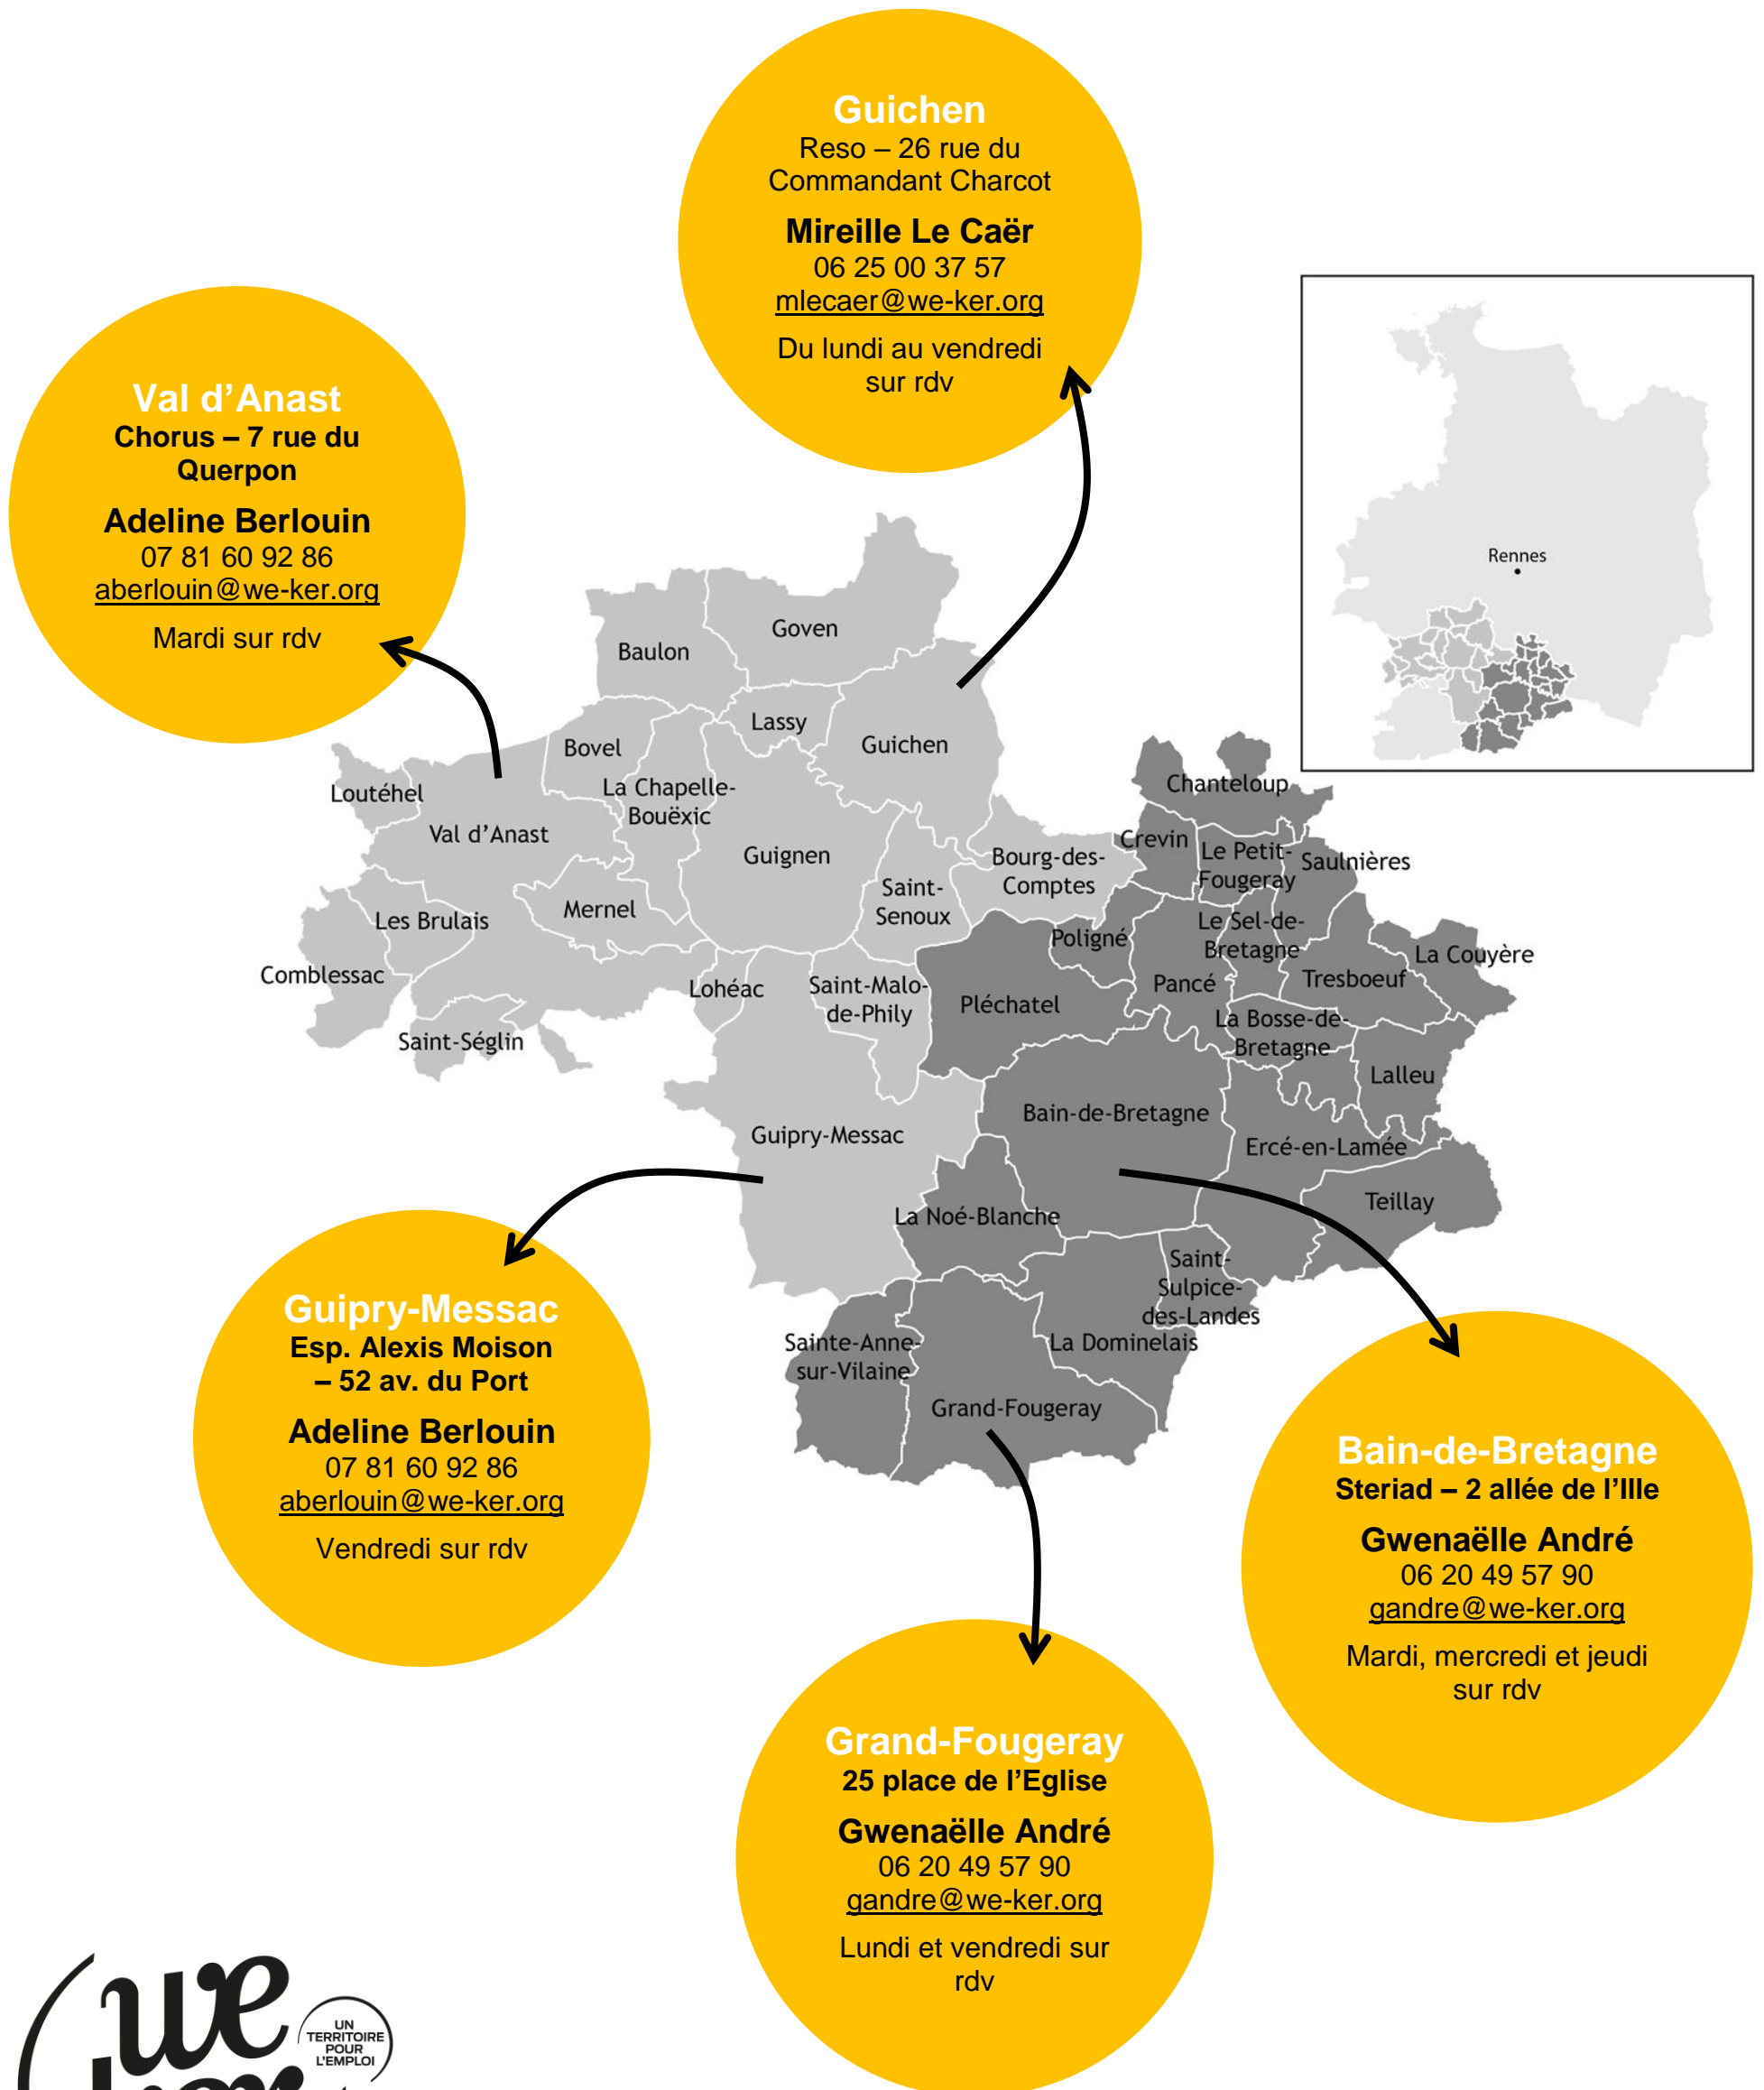 Guichen
Reso – 26 rue du
Commandant Charcot
Mireille Le Caër
06 25 00 37 57
mlecaer@we-ker.org
Du lundi au vendredi
sur rdv
Val d’Anast
Chorus – 7 rue du
Querpon
Adeline Berlouin
07 81 60 92 86
aberlouin@we-ker.org
Mardi sur rdv
Rennes
Goven
Baulon
Lassy
Guichen
Bovel
La Chapelle-
Bouëxic
Loutéhel
Val d’Anast
Guignen
Chanteloup
Crevin
Le Petit-
Fougeray
Saulnières
Bourg-des-
Comptes
Saint-
Senoux
Mernel
Les Brulais
Comblessac
Saint-Séglin
Lohéac
Saint-Malo-
de-Phily
Poligné
Le Sel-de-
Bretagne
La Couyère
Tresboeuf
Pancé
Pléchatel
La Bosse-de-
Bretagne
Lalleu
Bain-de-Bretagne
Guipry-Messac
Ercé-en-Lamée
Teillay
La Noé-Blanche
Saint-
Sulpice-
des-Landes
Sainte-Anne-
sur-Vilaine
La Dominelais
Grand-Fougeray
Guipry-Messac
Esp. Alexis Moison
– 52 av. du Port
Adeline Berlouin
07 81 60 92 86
aberlouin@we-ker.org
Vendredi sur rdv
Bain-de-Bretagne
Steriad – 2 allée de l’Ille
Gwenaëlle André
06 20 49 57 90
gandre@we-ker.org
Mardi, mercredi et jeudi
sur rdv
Grand-Fougeray
25 place de l’Eglise
Gwenaëlle André
06 20 49 57 90
gandre@we-ker.org
Lundi et vendredi sur
rdv
we
UN
TERRITOIRE
POUR
L'EMPLOI